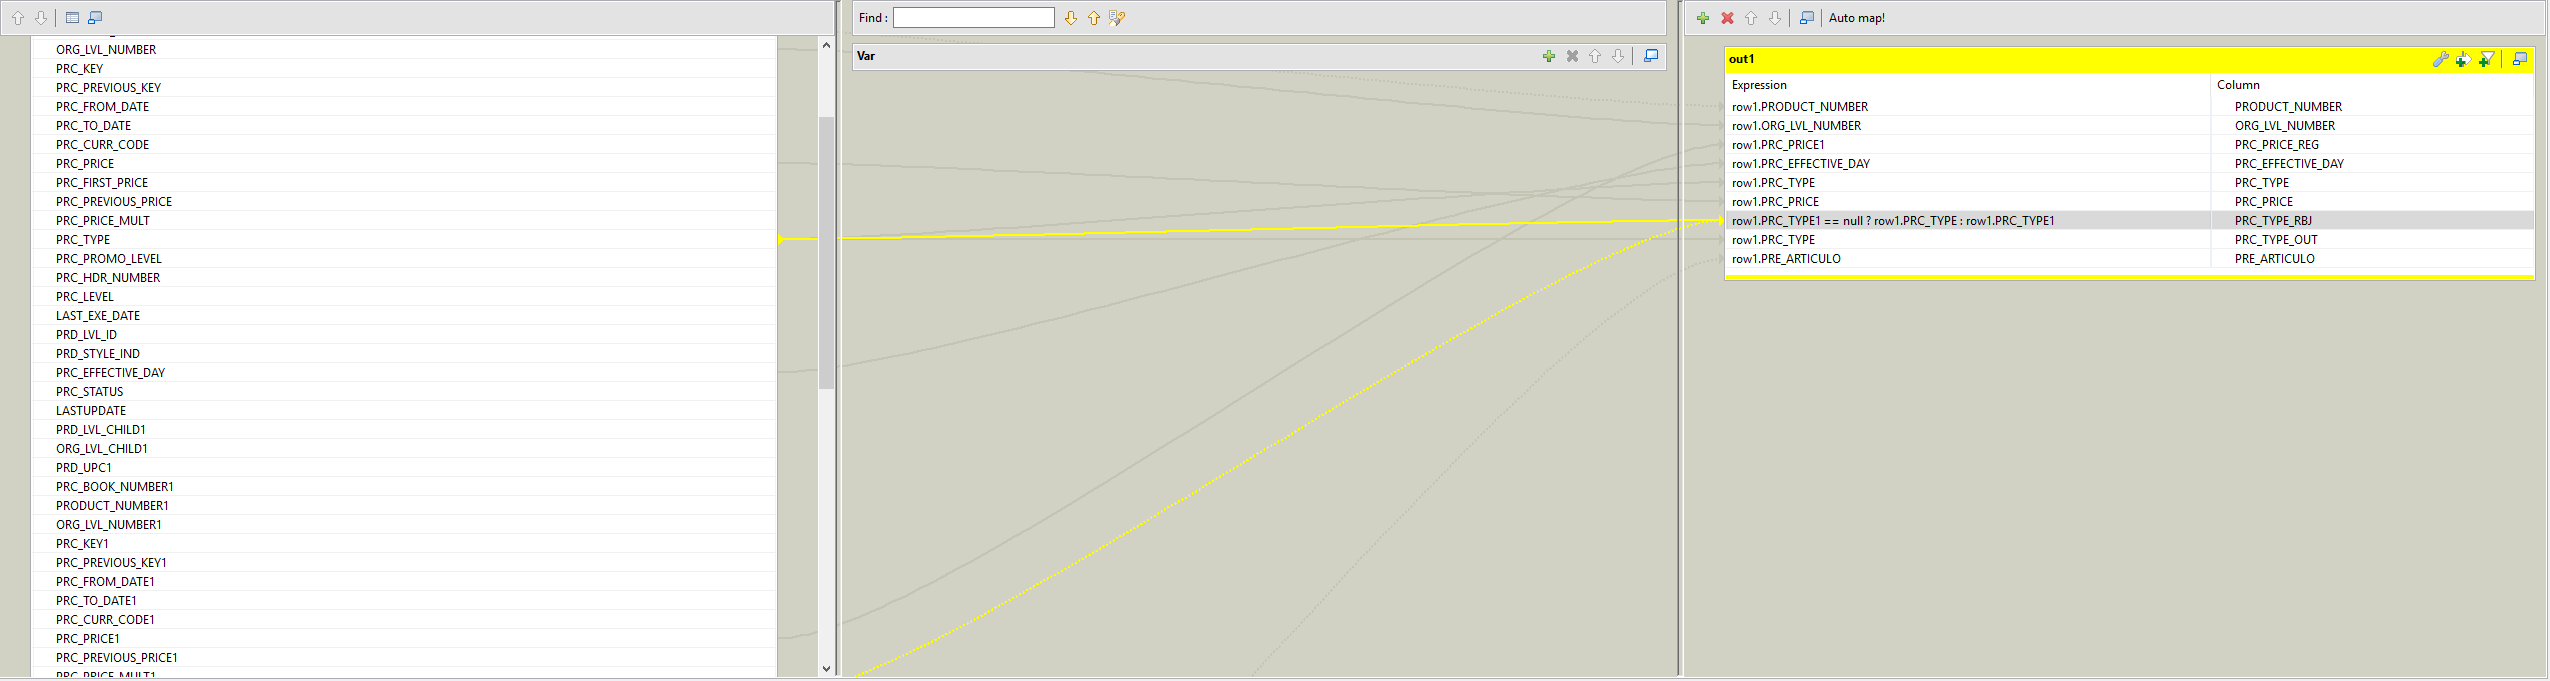 ORG_LVL_NUMBER
PRC_KEY
PRC_PREVIOUS_KEY
PRC_FROM_DATE
PRC_TO_DATE
PRC_CURR_CODE
PRC_PRICE
PRC_FIRST_PRICE
PRC_PREVIOUS_PRICE
PRC_PRICE_MULT
PRC_TYPE
PRC_PROMO_LEVEL
PRC_HDR_NUMBER
PRC_LEVEL
LAST_EXE_DATE
PRD_LVL_ID
PRD_STYLE_IND
PRC_EFFECTIVE_DAY
PRC_STATUS
LASTUPDATE
PRD_LVL_CHILD1
ORG_LVL_CHILD1
PRD_UPC1
PRC_BOOK_NUMBER1
PRODUCT_NUMBER1
ORG_LVL_NUMBER1
PRC_KEY1
PRC_PREVIOUS_KEY1
PRC_FROM_DATE1
PRC_TO_DATE1
PRC_CURR_CODE1
PRC_PRICE1
PRC_PREVIOUS_PRICE1
PRC_PRICE_MULT1
Find :
Var
Auto map!
out1
Expression Column
row1.PRODUCT_NUMBER PRODUCT_NUMBER
row1.ORG_LVL_NUMBER ORG_LVL_NUMBER
row1.PRC_PRICE1 PRC_PRICE_REG
row1.PRC_EFFECTIVE_DAY PRC_EFFECTIVE_DAY
row1.PRC_TYPE PRC_TYPE
row1.PRC_PRICE PRC_PRICE
row1.PRC_TYPE1 == null ? row1.PRC_TYPE : row1.PRC_TYPE1 PRC_TYPE_RBJ
row1.PRC_TYPE PRC_TYPE_OUT
row1.PRE_ARTICULO PRE_ARTICULO